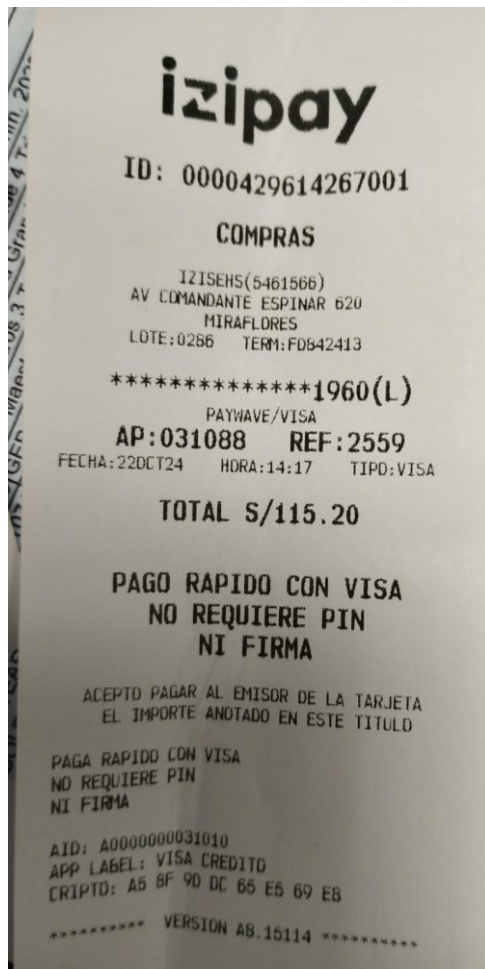 izipay
ID: 0000429614267001
COMPRAS
IZISEHS(5461566)
AV COMANDANTE ESPINAR 620
MIRAFLORES
LOTE:0286 TERM:F0842413
**************1960(L)
PAYWAVE/VISA
AP:031088 REF:2559
FECHA:22OCT24 HORA:14:17 TIPO:VISA
TOTAL S/115.20
PAGO RAPIDO CON VISA
NO REQUIERE PIN
NI FIRMA
ACEPTO PAGAR AL EMISOR DE LA TARJETA
EL IMPORTE ANOTADO EN ESTE TITULO
PAGA RAPIDO CON VISA
NO REQUIERE PIN
NI FIRMA
AID: A0000000031010
APP LABEL: VISA CREDITO
CRIPTO: A5 8F 9D DC 65 E5 69 E8
********** VERSION A8.15114 **********